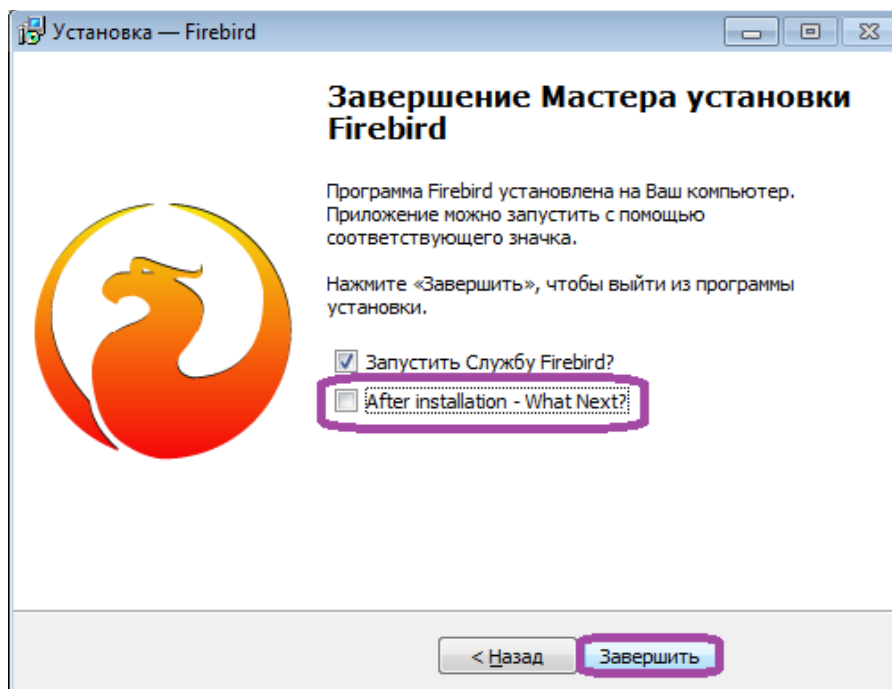 Установка — Firebird
Завершение Мастера установки
Firebird
Программа Firebird установлена на Ваш компьютер.
Приложение можно запустить с помощью
соответствующего значка.
Нажмите «Завершить», чтобы выйти из программы
установки.
Запустить Службу Firebird?
After installation - What Next?
< Назад
Завершить